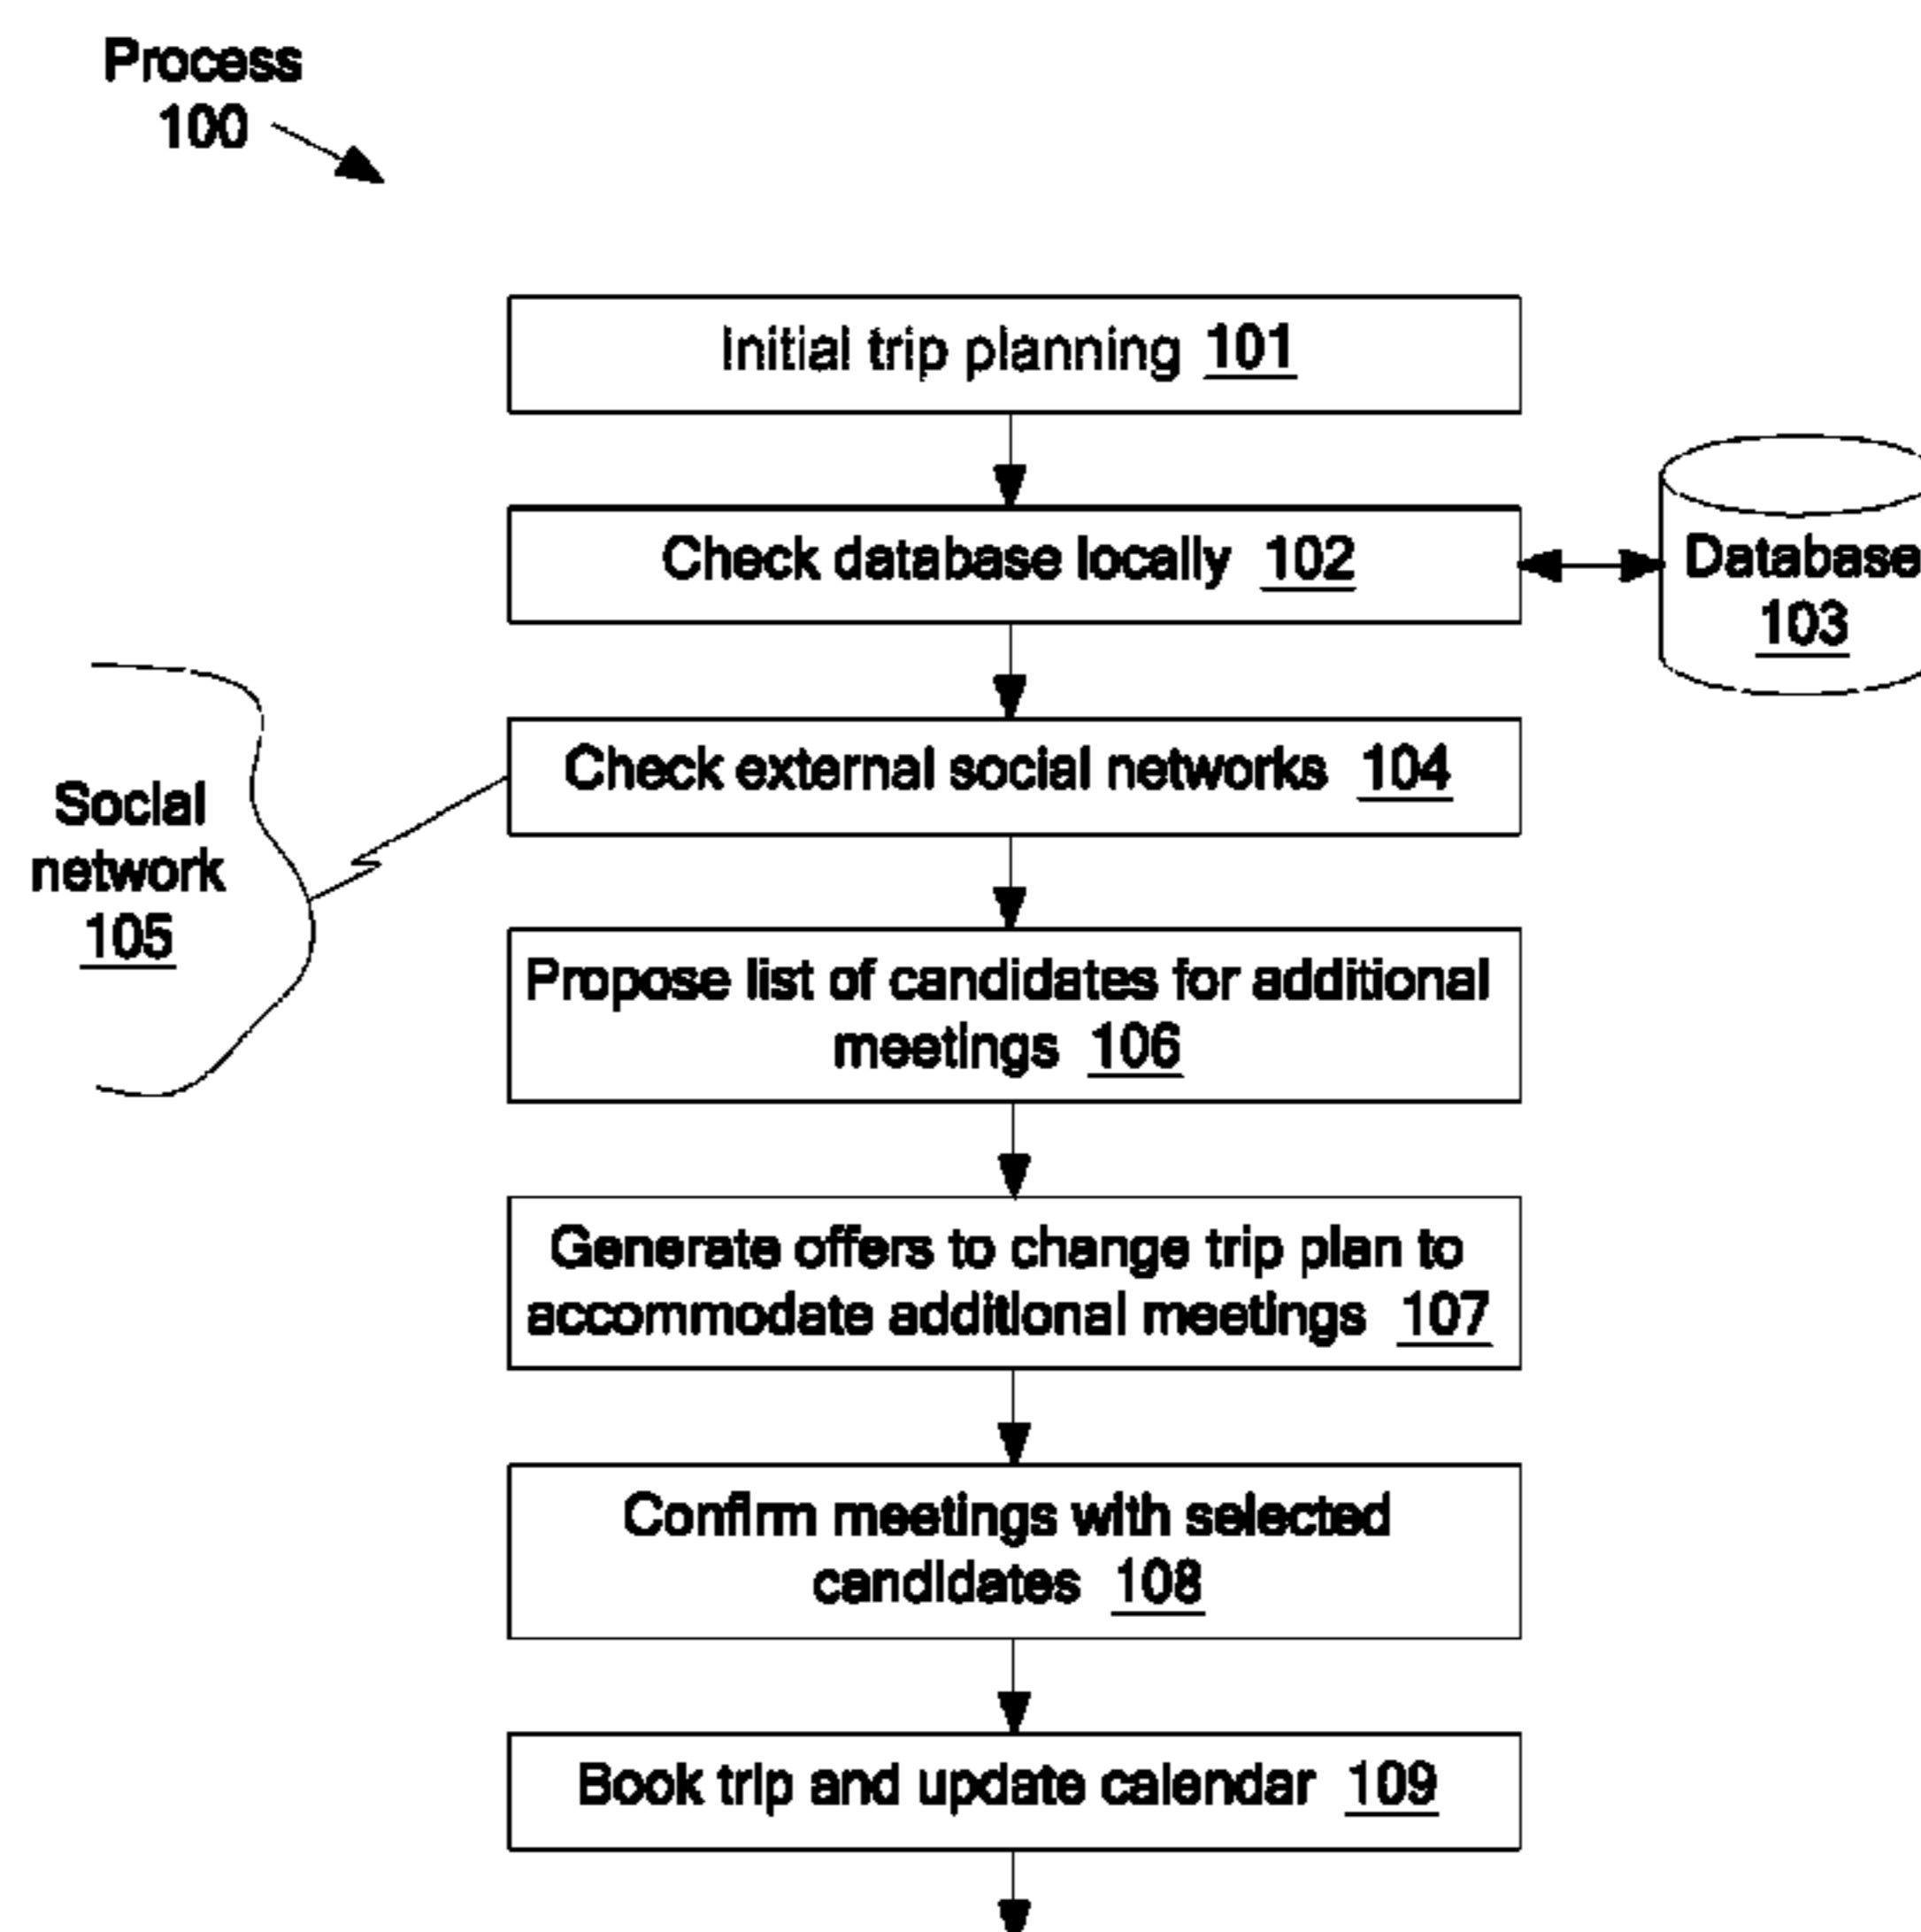 Process
100
Initial trip planning 101
Check database locally 102
Database
103
Check external social networks 104
Social
network
105
Propose list of candidates for additional
meetings 106
Generate offers to change trip plan to
accommodate additional meetings 107
Confirm meetings with selected
candidates 108
Book trip and update calendar 109